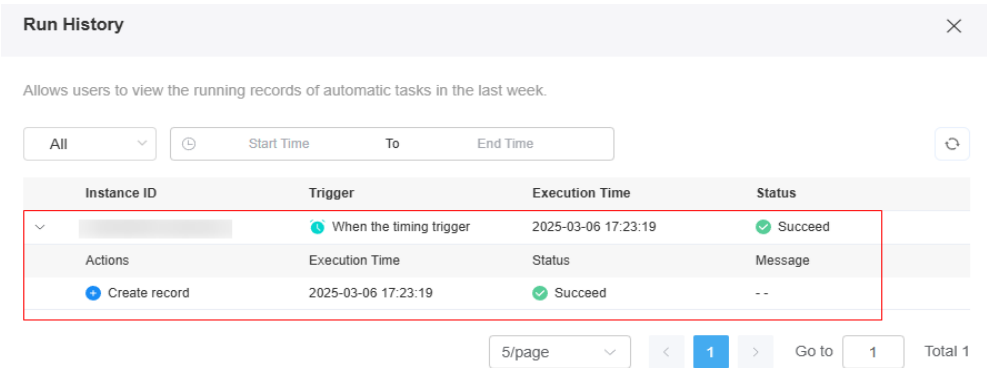 Run History
Allows users to view the running records of automatic tasks in the last week.
All Start Time To End Time
Instance ID Trigger Execution Time Status
When the timing trigger 2025-03-06 17:23:19 Succeed
Actions Execution Time Status Message
Create record 2025-03-06 17:23:19 Succeed --
5/page < 1 > Go to 1 Total 1